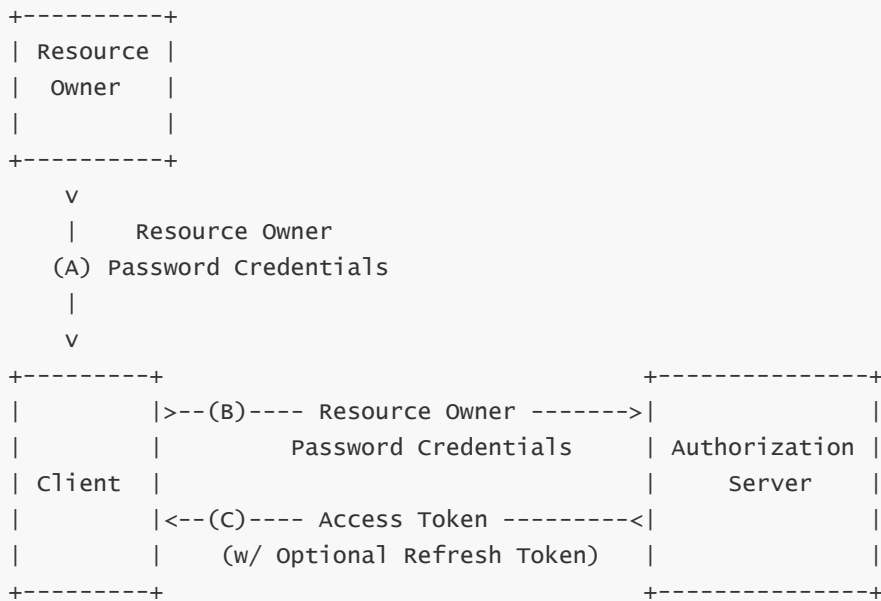 +----------+
| Resource |
|  Owner   |
|          |
+----------+
    v
    |    Resource Owner
   (A) Password Credentials
    |
    v
+---------+                                  +---------------+
|         |>--(B)---- Resource Owner ------->|               |
|         |         Password Credentials     | Authorization |
| Client  |                                  |     Server    |
|         |<--(C)---- Access Token ---------<|               |
|         |    (w/ Optional Refresh Token)   |               |
+---------+                                  +---------------+